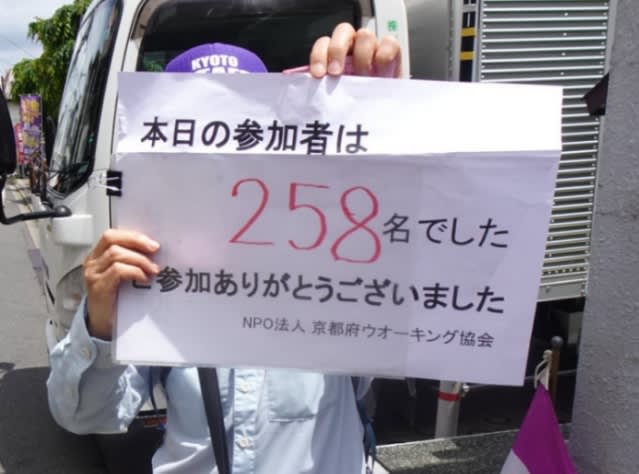 KYOTO
本日の参加者は
258名でした
ご参加ありがとうございました
NPO法人 京都府ウオーキング協会